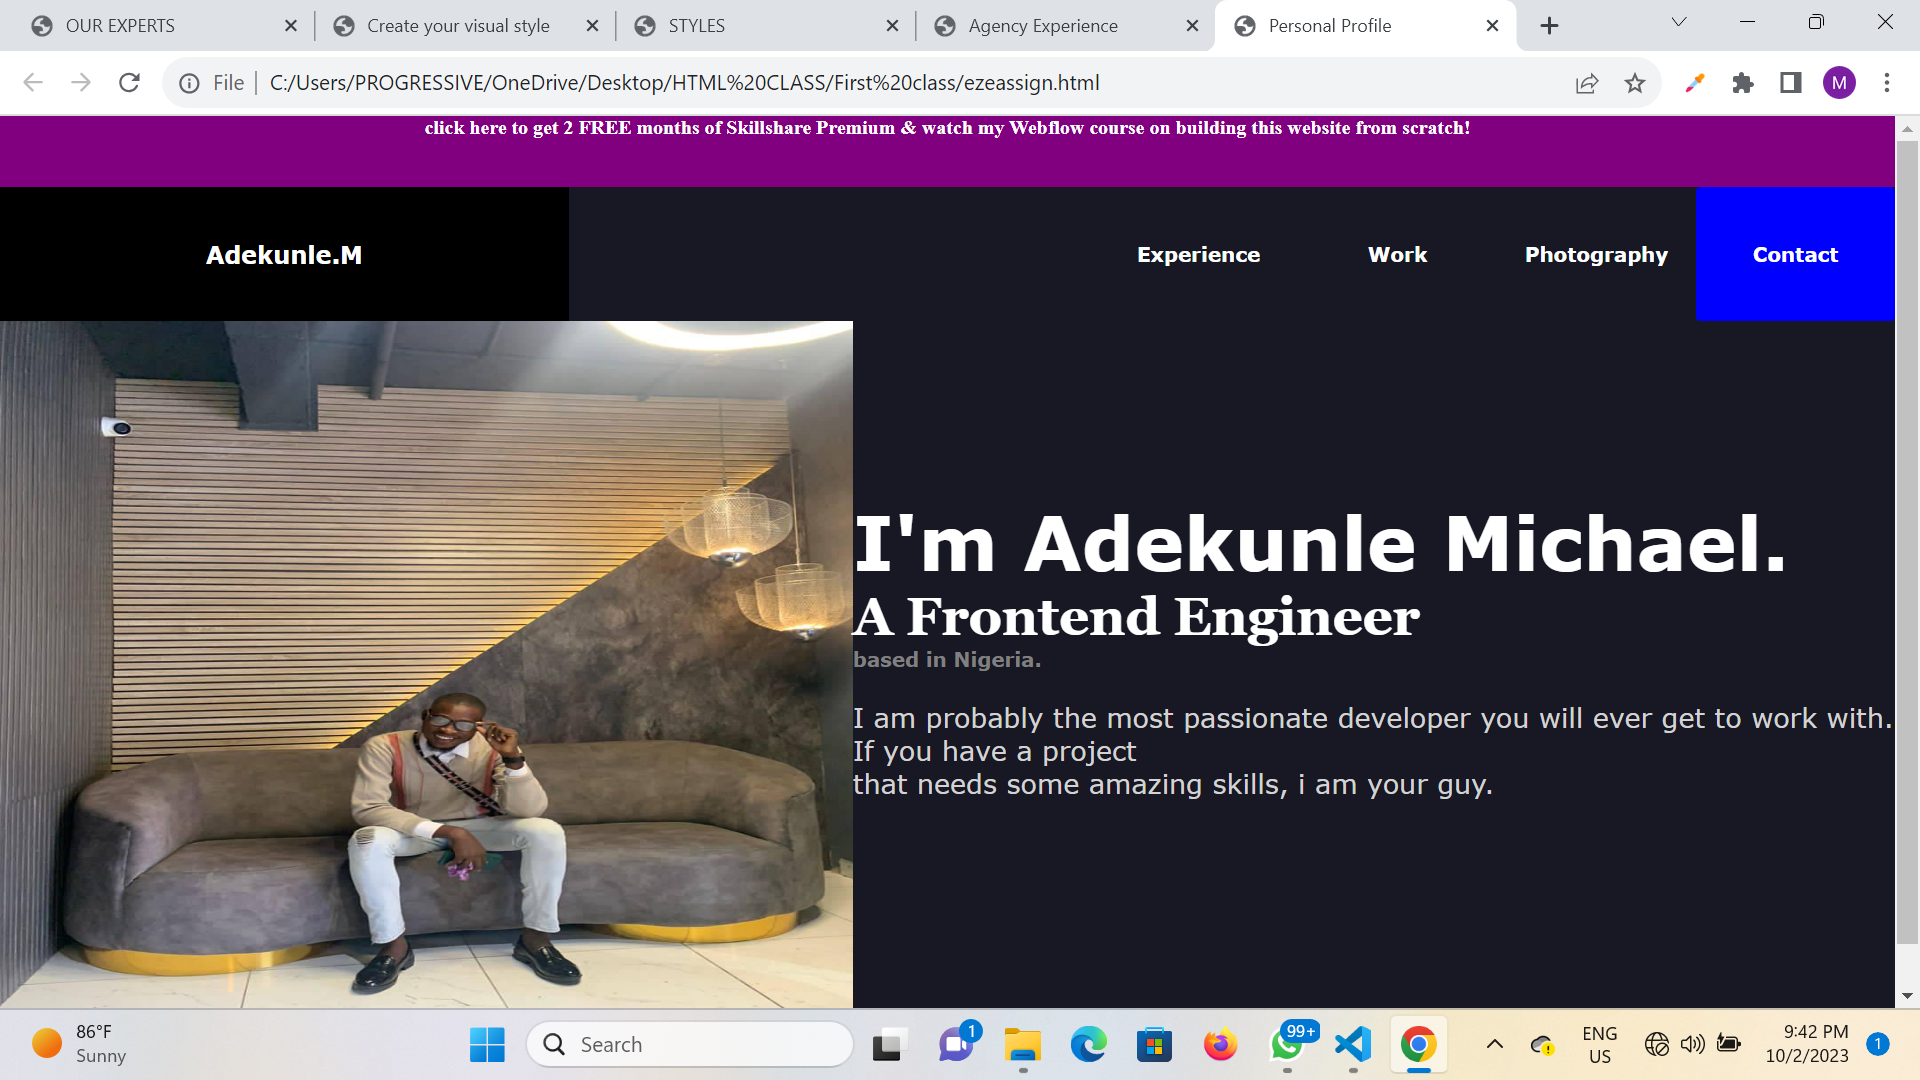 OUR EXPERTS
Create your visual style
STYLES
Agency Experience
Personal Profile
File
C:/Users/PROGRESSIVE/OneDrive/Desktop/HTML%20CLASS/First%20class/ezeassign.html
M
click here to get 2 FREE months of Skillshare Premium & watch my Webflow course on building this website from scratch!
Adekunle.M
Experience
Work
Photography
Contact
I'm Adekunle Michael.
A Frontend Engineer
based in Nigeria.
I am probably the most passionate developer you will ever get to work with.
If you have a project
that needs some amazing skills, i am your guy.
86°F
Sunny
Search
1
99+
ENG
US
9:42 PM
10/2/2023
1